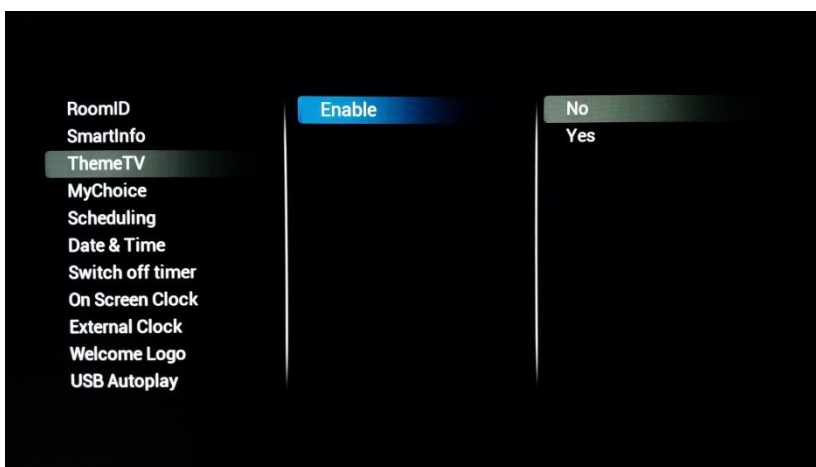 RoomID
SmartInfo
ThemeTV
MyChoice
Scheduling
Date & Time
Switch off timer
On Screen Clock
External Clock
Welcome Logo
USB Autoplay
Enable
No
Yes